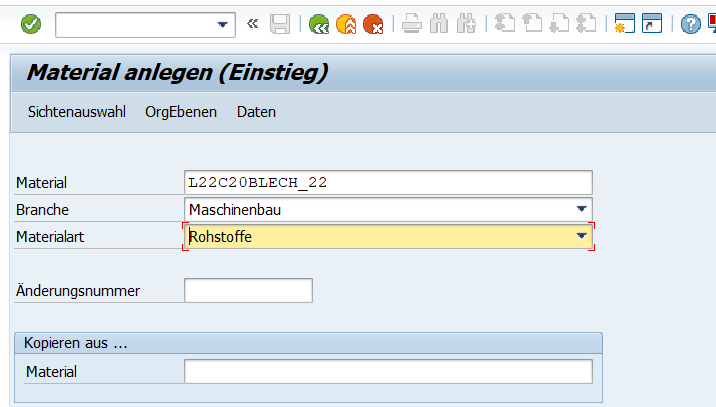 Material anlegen (Einstieg)
Sichtenauswahl OrgEbenen Daten
Material L22C20BLECH_22
Branche Maschinenbau
Materialart Rohstoffe
Änderungsnummer
Kopieren aus ...
Material